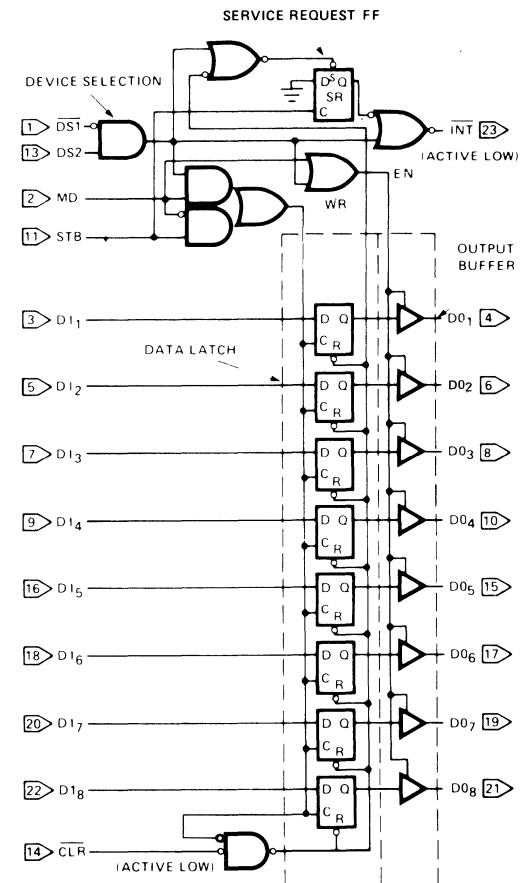 SERVICE REQUEST FF
DEVICE SELECTION
1 DS1
13 DS2
2 MD
11 STB
D S Q
SR
C
INT 23
(ACTIVE LOW)
EN
WR
OUTPUT
BUFFER
DATA LATCH
3 DI1 D Q C R DO1 4
5 DI2 D Q C R DO2 6
7 DI3 D Q C R DO3 8
9 DI4 D Q C R DO4 10
16 DI5 D Q C R DO5 15
18 DI6 D Q C R DO6 17
20 DI7 D Q C R DO7 19
22 DI8 D Q C R DO8 21
14 CLR
(ACTIVE LOW)